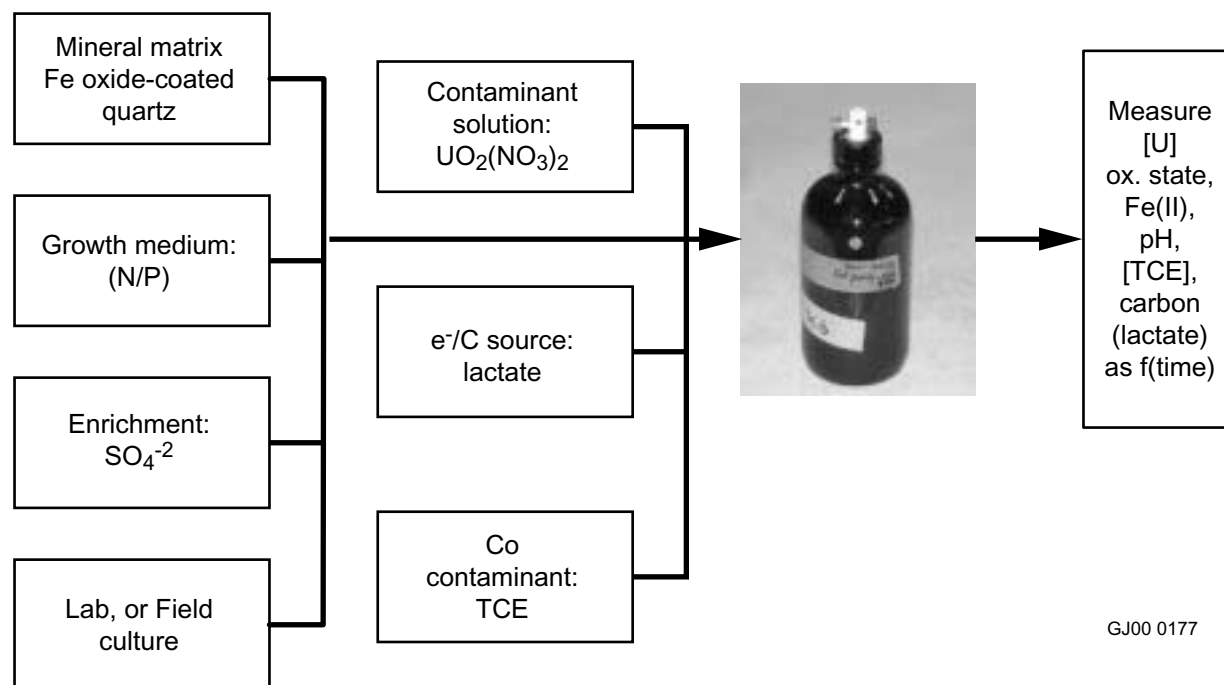 Mineral matrix
Fe oxide-coated
quartz
Growth medium:
(N/P)
Enrichment:
SO₄⁻²
Lab, or Field
culture
Contaminant
solution:
UO₂(NO₃)₂
e⁻/C source:
lactate
Co
contaminant:
TCE
Measure
[U]
ox. state,
Fe(II),
pH,
[TCE],
carbon
(lactate)
as f(time)
GJ00 0177